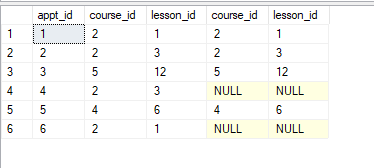 appt_id course_id lesson_id course_id lesson_id
1 1 2 1 2 1
2 2 2 3 2 3
3 3 5 12 5 12
4 4 2 3 NULL NULL
5 5 4 6 4 6
6 6 2 1 NULL NULL